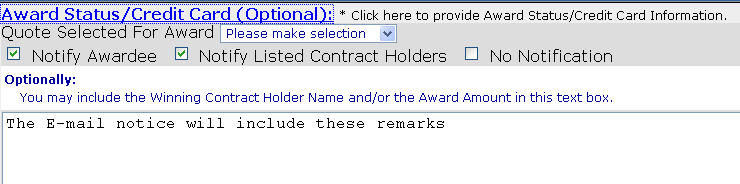 Award Status/Credit Card (Optional): * Click here to provide Award Status/Credit Card Information.
Quote Selected For Award Please make selection
Notify Awardee Notify Listed Contract Holders No Notification
Optionally:
You may include the Winning Contract Holder Name and/or the Award Amount in this text box.
The E-mail notice will include these remarks